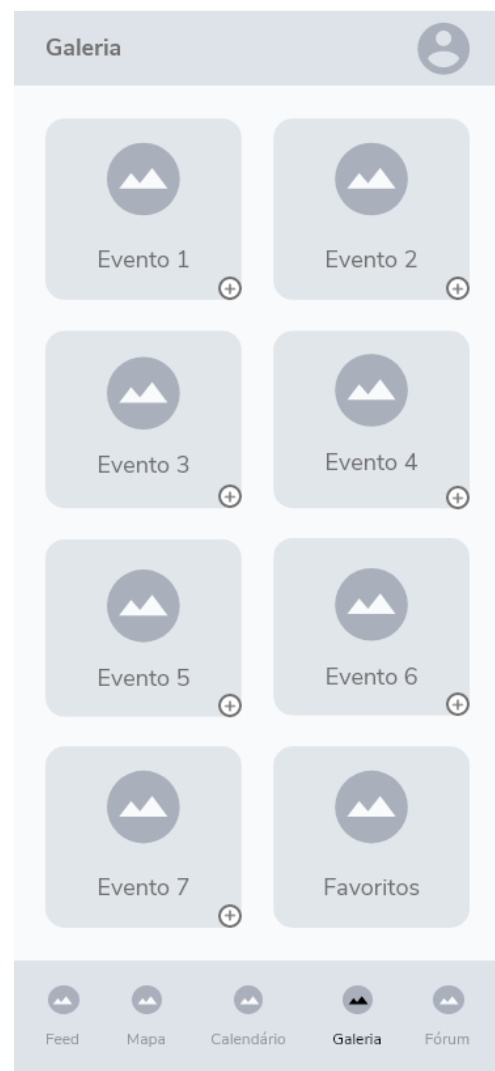 Galeria
Evento 1
Evento 2
Evento 3
Evento 4
Evento 5
Evento 6
Evento 7
Favoritos
Feed
Mapa
Calendário
Galeria
Fórum